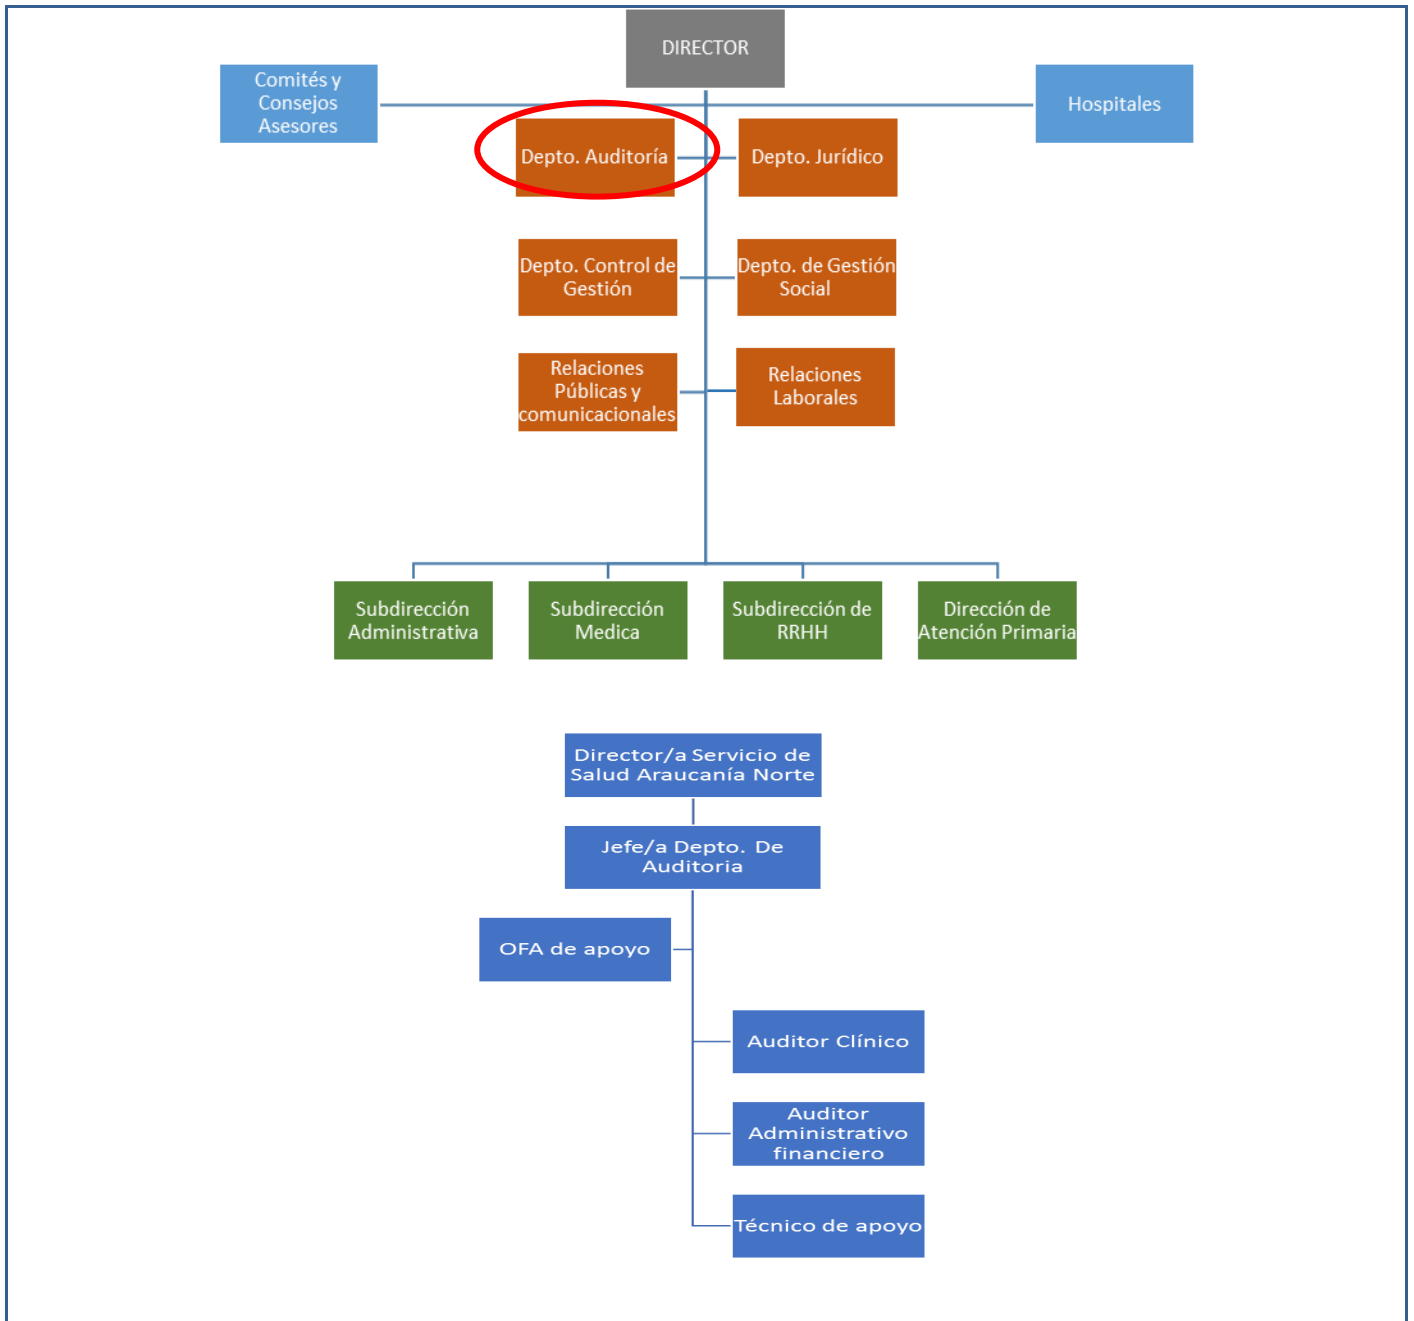 DIRECTOR
Comités y
Consejos
Asesores
Hospitales
Depto. Auditoría
Depto. Jurídico
Depto. Control de
Gestión
Depto. de Gestión
Social
Relaciones
Públicas y
comunicacionales
Relaciones
Laborales
Subdirección
Administrativa
Subdirección
Medica
Subdirección de
RRHH
Dirección de
Atención Primaria
Director/a Servicio de
Salud Araucanía Norte
Jefe/a Depto. De
Auditoria
OFA de apoyo
Auditor Clínico
Auditor
Administrativo
financiero
Técnico de apoyo